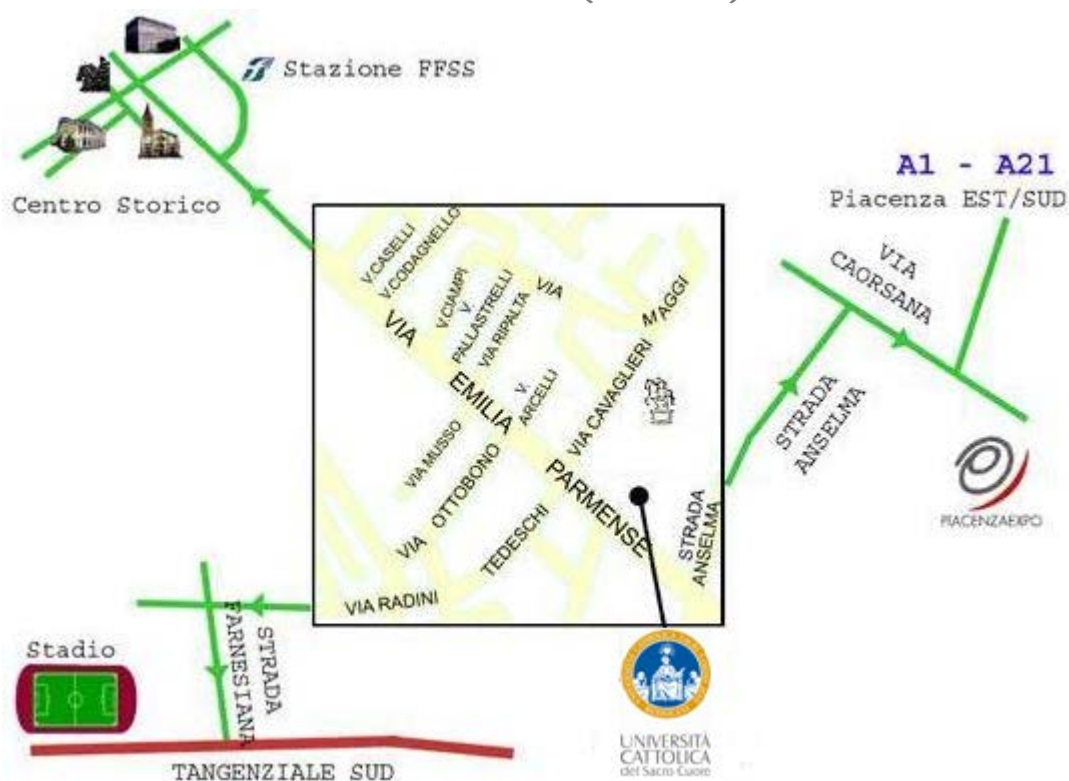 Stazione FFSS
Centro Storico
A1 - A21
Piacenza EST/SUD
VIA
CAORSANA
STRADA
ANSELMA
PIACENZAEXPO
V.CASELLI
V.CODAGNELLO
V.CIAMPI
V.
PALLASTRELLI
VIA RIPALTA
VIA
MAGGI
VIA
EMILIA
PARMENSE
V.
ARCELLI
VIA CAVAGLIERI
VIA MUSSO
VIA
OTTOBONO
TEDESCHI
VIA RADINI
STRADA
ANSELMA
STRADA
FARNESIANA
Stadio
TANGENZIALE SUD
UNIVERSITÀ
CATTOLICA
del Sacro Cuore